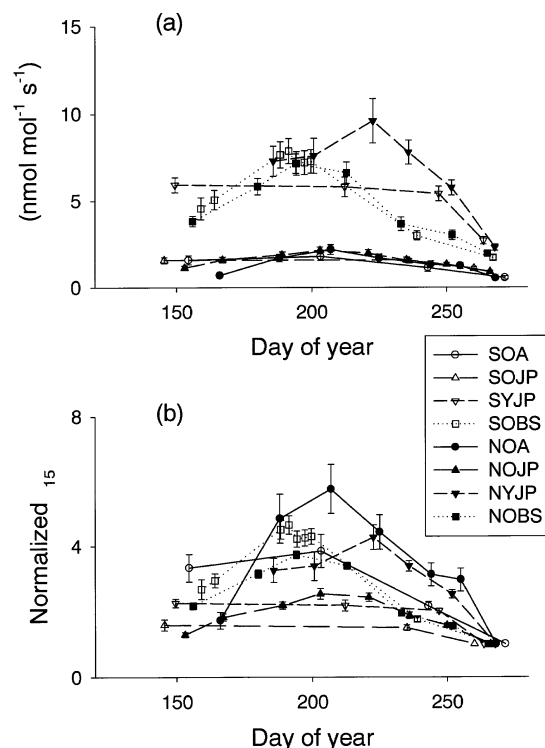 (a)
15
10
5
0
(nmol mol⁻¹ s⁻¹)
150 200 250
Day of year
SOA
SOJP
SYJP
SOBS
NOA
NOJP
NYJP
NOBS
(b)
8
4
0
Normalized 15
150 200 250
Day of year